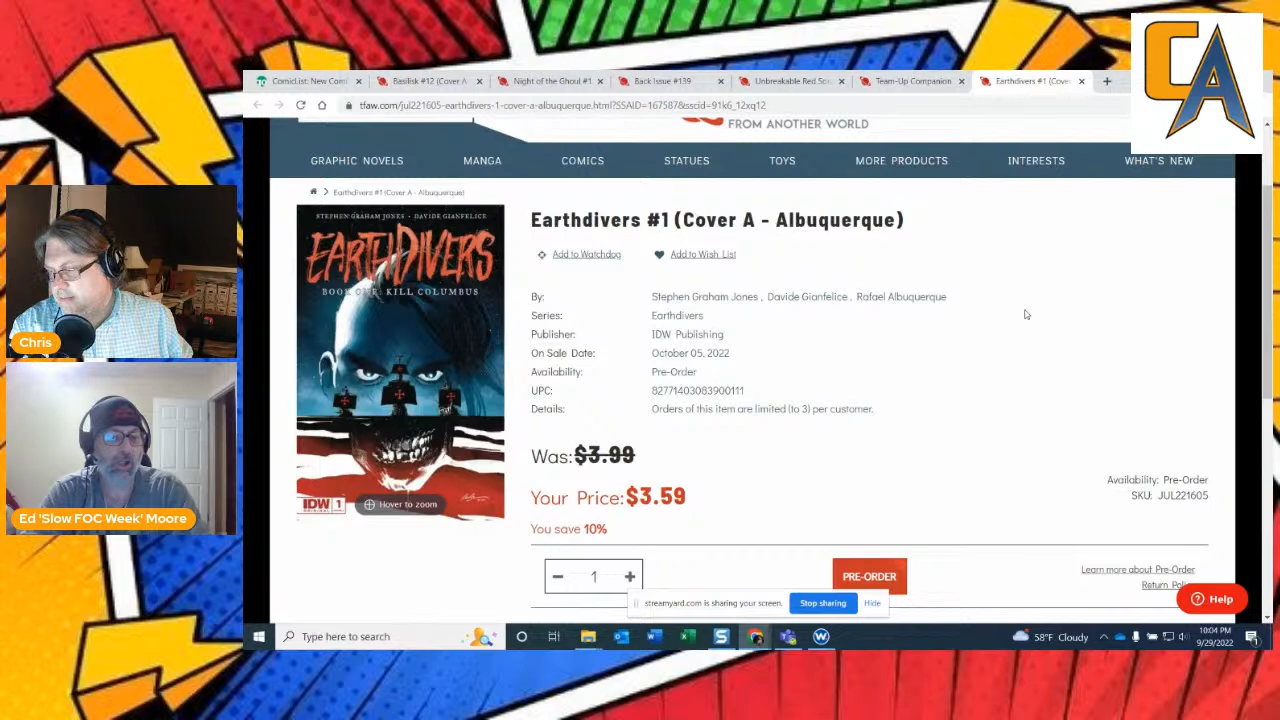 CA
ComicList: New Comi
Basilisk #12 (Cover A
Night of the Ghoul #1
Back Issue #139
Unbreakable Red So
Team-Up Companion
Earthdivers #1 (Cove
tfaw.com/jul221605-earthdivers-1-cover-a-albuquerque.html?SSAID=167587&sscid=91k6_12xq12
FROM ANOTHER WORLD
GRAPHIC NOVELS MANGA COMICS STATUES TOYS MORE PRODUCTS INTERESTS WHAT'S NEW
Earthdivers #1 (Cover A - Albuquerque)
STEPHEN GRAHAM JONES • DAVIDE GIANFELICE
EARTHDIVERS
BOOK ONE: KILL COLUMBUS
IDW 1
ORIGINAL
Hover to zoom
Earthdivers #1 (Cover A - Albuquerque)
Add to Watchdog Add to Wish List
By: Stephen Graham Jones , Davide Gianfelice , Rafael Albuquerque
Series: Earthdivers
Publisher: IDW Publishing
On Sale Date: October 05, 2022
Availability: Pre-Order
UPC: 82771403083900111
Details: Orders of this item are limited (to 3) per customer.
Was: $3.99
Your Price: $3.59
You save 10%
Availability: Pre-Order
SKU: JUL221605
1
PRE-ORDER
Learn more about Pre-Order
Return
Help
streamyard.com is sharing your screen. Stop sharing Hide
Type here to search
58°F Cloudy
10:04 PM
9/29/2022
Chris
Ed 'Slow FOC Week' Moore